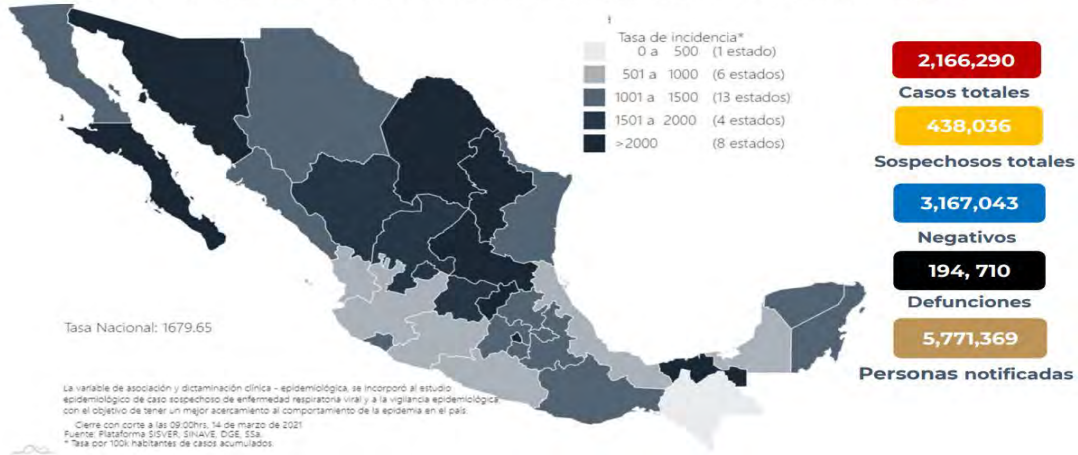 Tasa de incidencia*
0 a 500 (1 estado)
501 a 1000 (6 estados)
1001 a 1500 (13 estados)
1501 a 2000 (4 estados)
>2000 (8 estados)
2,166,290
Casos totales
438,036
Sospechosos totales
3,167,043
Negativos
194, 710
Defunciones
5,771,369
Personas notificadas
Tasa Nacional: 1679.65
La variable de asociación y dictaminación clínica - epidemiológica, se incorporó al estudio
epidemiológico de caso sospechoso de enfermedad respiratoria viral y a la vigilancia epidemiológica,
con el objetivo de tener un mejor acercamiento al comportamiento de la epidemia en el país.
Cierre con corte a las 09:00hrs, 14 de marzo de 2021
Fuente: Plataforma SISVER, SINAVE, DGE, SSa.
* Tasa por 100k habitantes de casos acumulados.